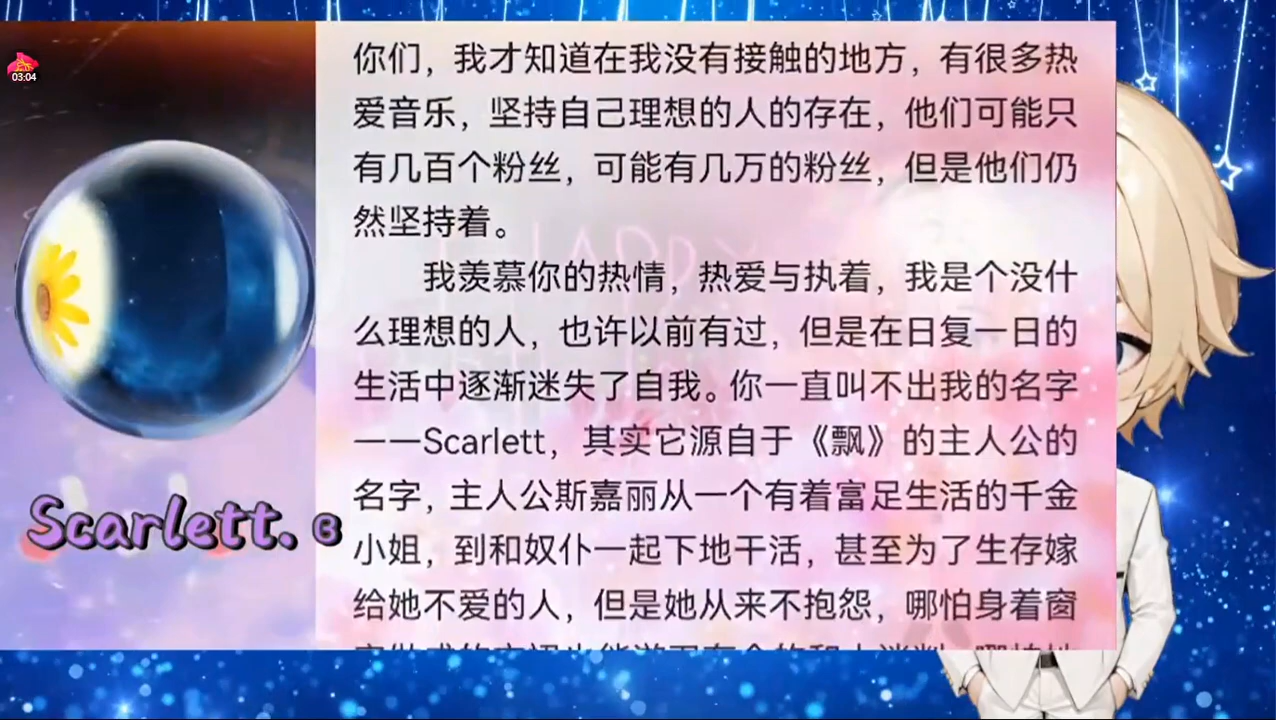 03:04
你们，我才知道在我没有接触的地方，有很多热
爱音乐，坚持自己理想的人的存在，他们可能只
有几百个粉丝，可能有几万的粉丝，但是他们仍
然坚持着。
我羡慕你的热情，热爱与执着，我是个没什
么理想的人，也许以前有过，但是在日复一日的
生活中逐渐迷失了自我。你一直叫不出我的名字
——Scarlett，其实它源自于《飘》的主人公的
名字，主人公斯嘉丽从一个有着富足生活的千金
小姐，到和奴仆一起下地干活，甚至为了生存嫁
给她不爱的人，但是她从来不抱怨，哪怕身着窗
Scarlett. B
HAPPY